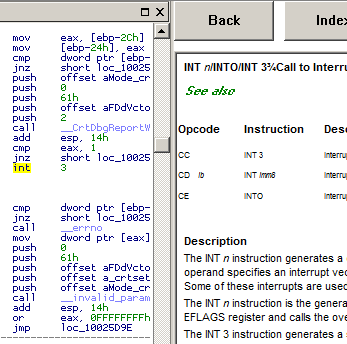 mov eax, [ebp-2Ch]
mov [ebp-24h], eax
cmp dword ptr [ebp-
jnz short loc_10025
push offset aMode_cr
push 0
push 61h
push offset aFDdVcto
push 2
call __CrtDbgReportW
add esp, 14h
cmp eax, 1
jnz short loc_10025
int 3
cmp dword ptr [ebp-
jnz short loc_10025
call __errno
mov dword ptr [eax]
push 0
push 61h
push offset aFDdVcto
push offset a_crtset
push offset aMode_cr
call __invalid_param
add esp, 14h
or eax, 0FFFFFFFFh
jmp loc_10025D9E
Back
Index
INT n/INTO/INT 3¾Call to Interru
See also
Opcode Instruction Des
CC INT 3 Interrup
CD ib INT imm8 Interrup
CE INTO Interrup
Description
The INT n instruction generates a
operand specifies an interrupt vec
Some of these interrupts are used
The INT n instruction is the genera
EFLAGS register and calls the ove
The INT 3 instruction generates a s